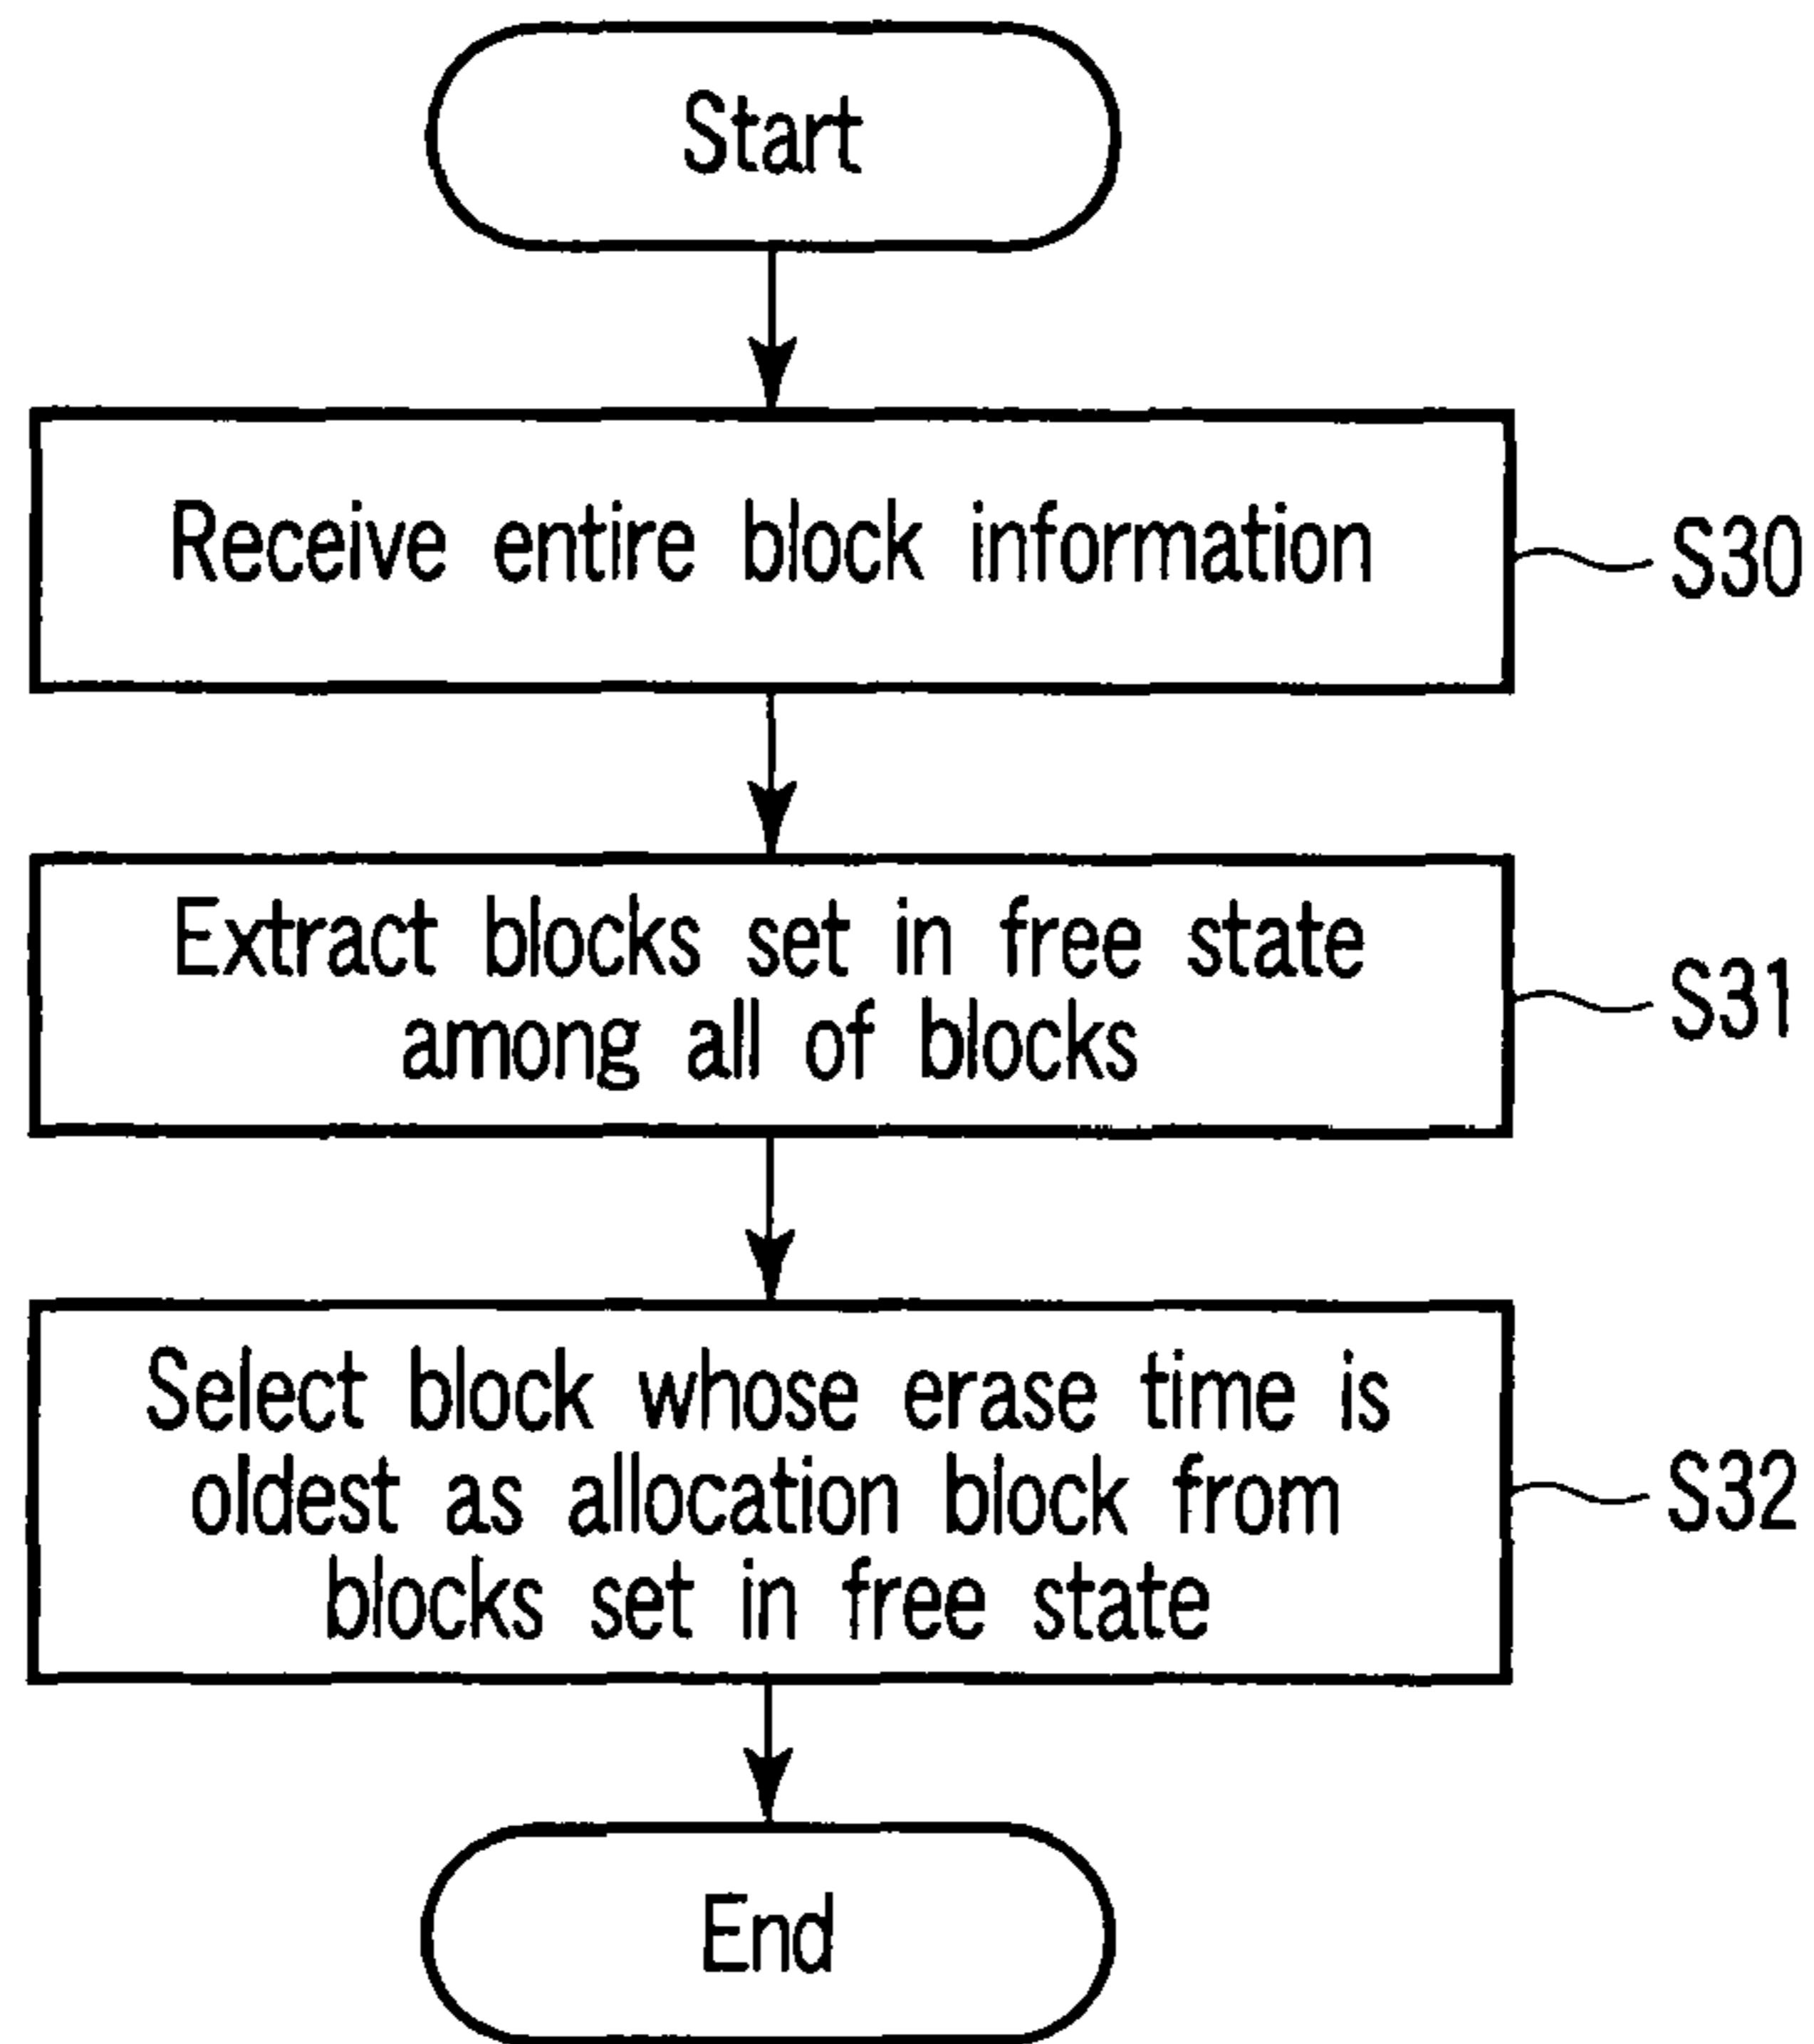 Start
Receive entire block information
S30
Extract blocks set in free state
among all of blocks
S31
Select block whose erase time is
oldest as allocation block from
blocks set in free state
S32
End